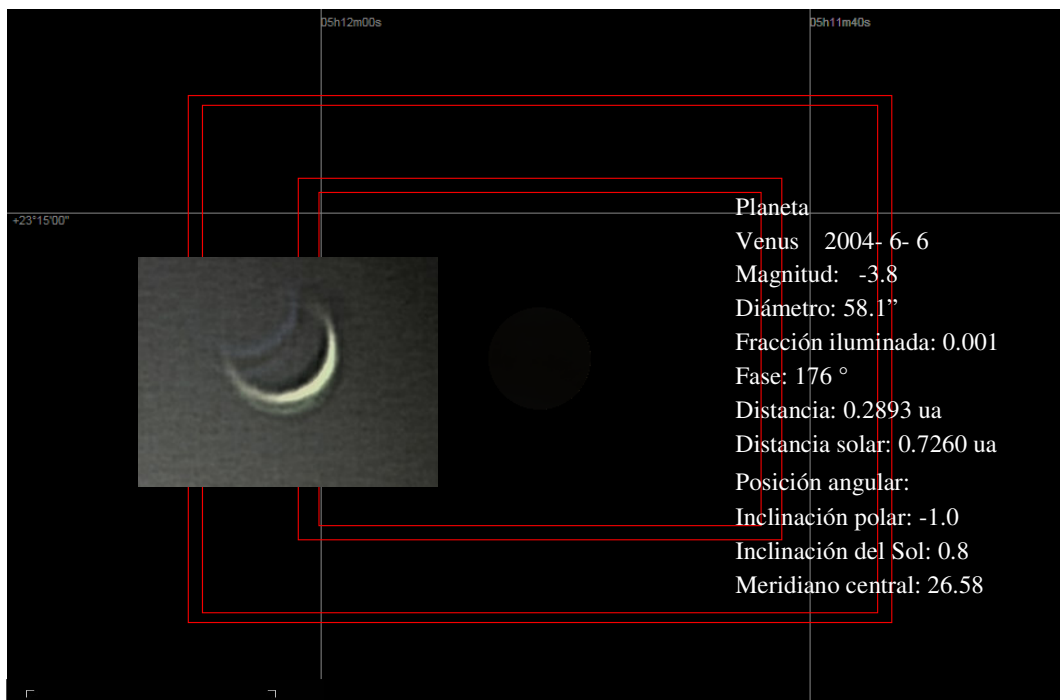 05h12m00s
05h11m40s
+23°15'00"
Planeta
Venus 2004- 6- 6
Magnitud: -3.8
Diámetro: 58.1”
Fracción iluminada: 0.001
Fase: 176 °
Distancia: 0.2893 ua
Distancia solar: 0.7260 ua
Posición angular:
Inclinación polar: -1.0
Inclinación del Sol: 0.8
Meridiano central: 26.58